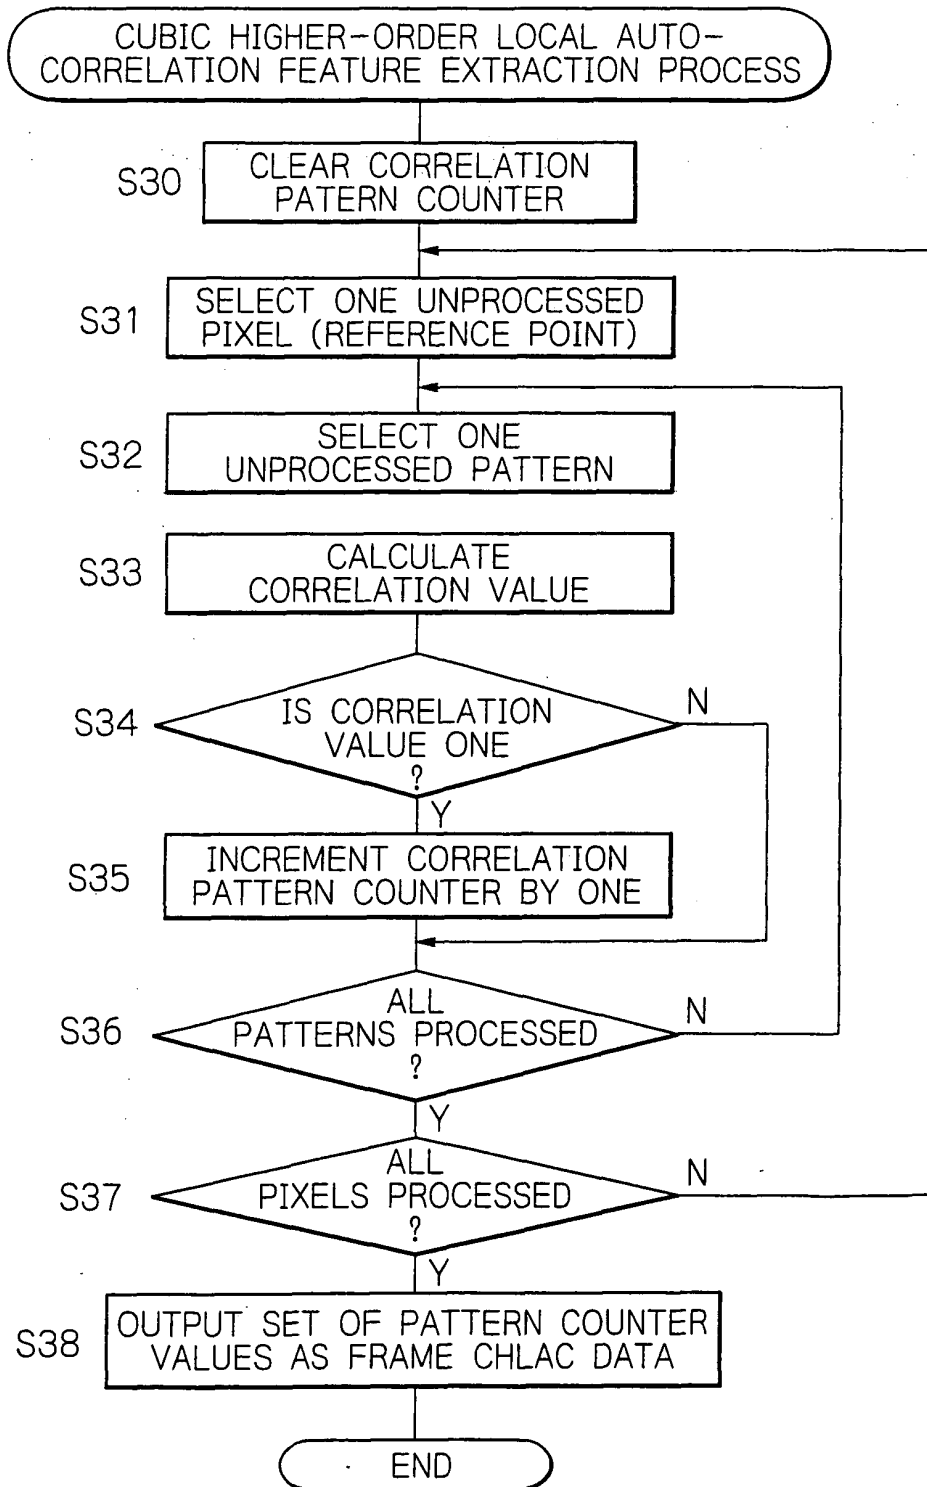 CUBIC HIGHER-ORDER LOCAL AUTO-
CORRELATION FEATURE EXTRACTION PROCESS
S30
CLEAR CORRELATION
PATERN COUNTER
S31
SELECT ONE UNPROCESSED
PIXEL (REFERENCE POINT)
S32
SELECT ONE
UNPROCESSED PATTERN
S33
CALCULATE
CORRELATION VALUE
S34
IS CORRELATION
VALUE ONE
?
N
Y
S35
INCREMENT CORRELATION
PATTERN COUNTER BY ONE
S36
ALL
PATTERNS PROCESSED
?
N
Y
S37
ALL
PIXELS PROCESSED
?
N
Y
S38
OUTPUT SET OF PATTERN COUNTER
VALUES AS FRAME CHLAC DATA
END